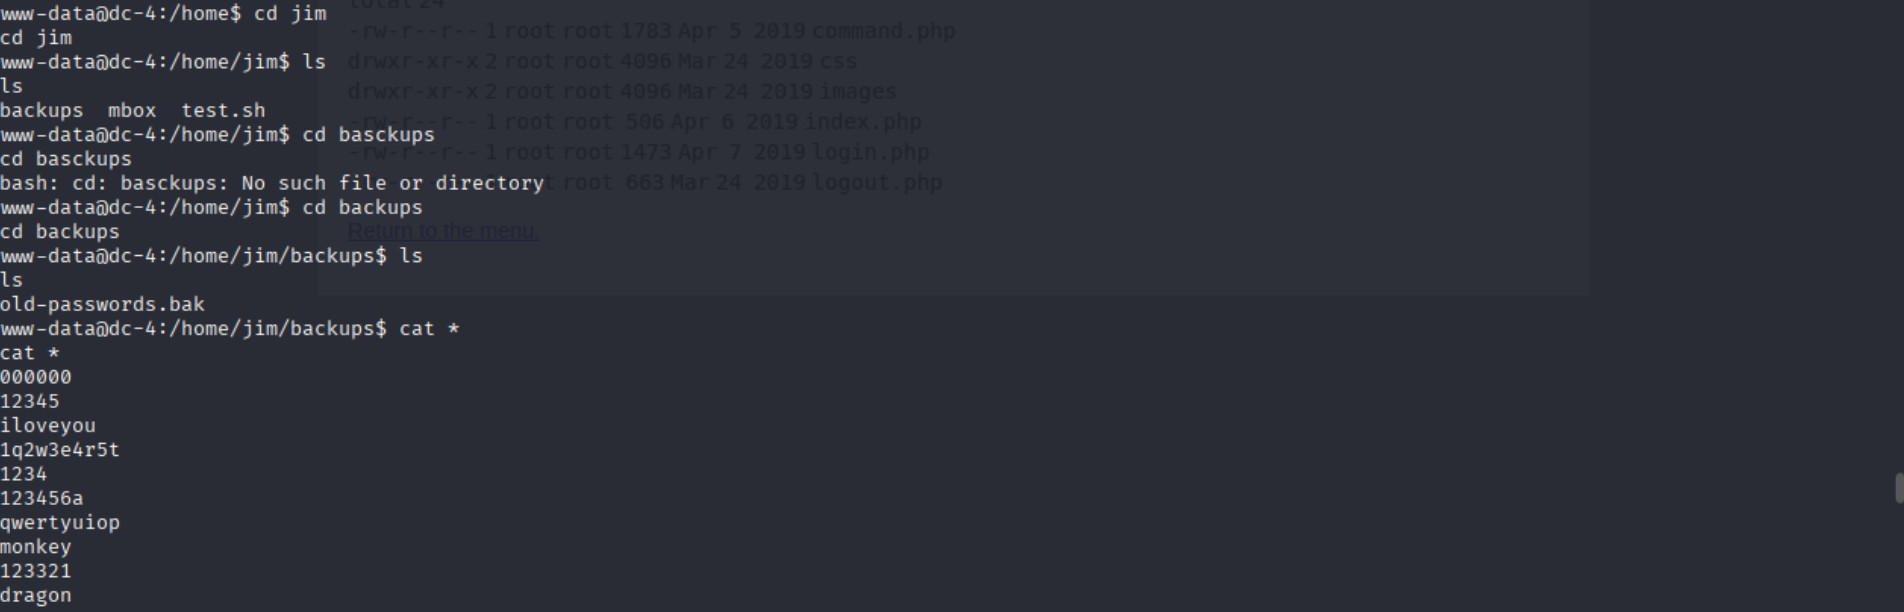 www-data@dc-4:/home$ cd jim
cd jim
www-data@dc-4:/home/jim$ ls
ls
backups  mbox  test.sh
www-data@dc-4:/home/jim$ cd basckups
cd basckups
bash: cd: basckups: No such file or directory
www-data@dc-4:/home/jim$ cd backups
cd backups
www-data@dc-4:/home/jim/backups$ ls
ls
old-passwords.bak
www-data@dc-4:/home/jim/backups$ cat *
cat *
000000
12345
iloveyou
1q2w3e4r5t
1234
123456a
qwertyuiop
monkey
123321
dragon
total 24
-rw-r--r-- 1 root root 1783 Apr 5 2019 command.php
drwxr-xr-x 2 root root 4096 Mar 24 2019 css
drwxr-xr-x 2 root root 4096 Mar 24 2019 images
-rw-r--r-- 1 root root 506 Apr 6 2019 index.php
-rw-r--r-- 1 root root 1473 Apr 7 2019 login.php
root 663 Mar 24 2019 logout.php
Return to the menu.